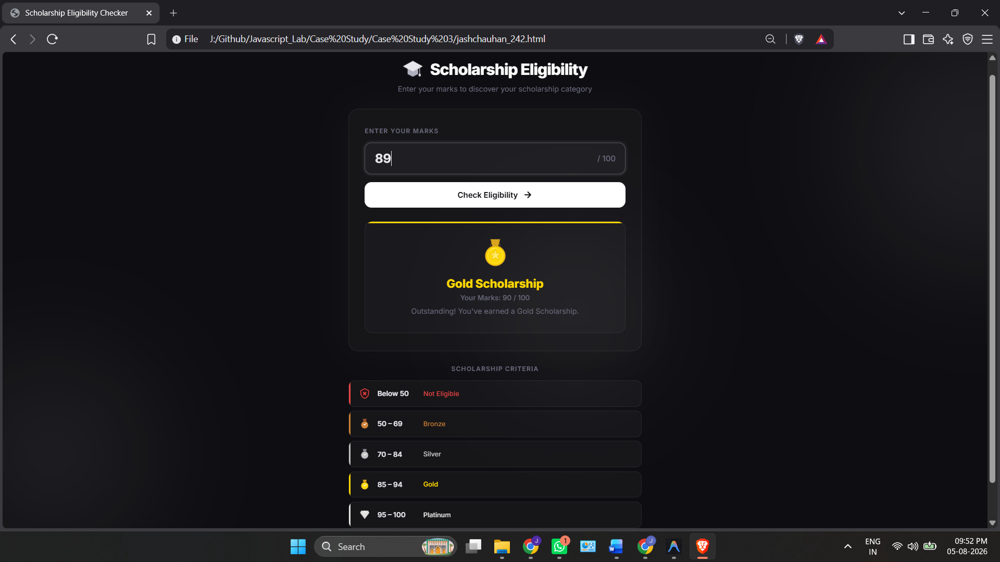 Scholarship Eligibility Checker
File J:/Github/Javascript_Lab/Case%20Study/Case%20Study%203/jashchauhan_242.html
Scholarship Eligibility
Enter your marks to discover your scholarship category
ENTER YOUR MARKS
89 / 100
Check Eligibility →
Gold Scholarship
Your Marks: 90 / 100
Outstanding! You've earned a Gold Scholarship.
SCHOLARSHIP CRITERIA
Below 50 Not Eligible
50 – 69 Bronze
70 – 84 Silver
85 – 94 Gold
95 – 100 Platinum
Search
J
1
W
J
ENG
IN
09:52 PM
05-08-2026